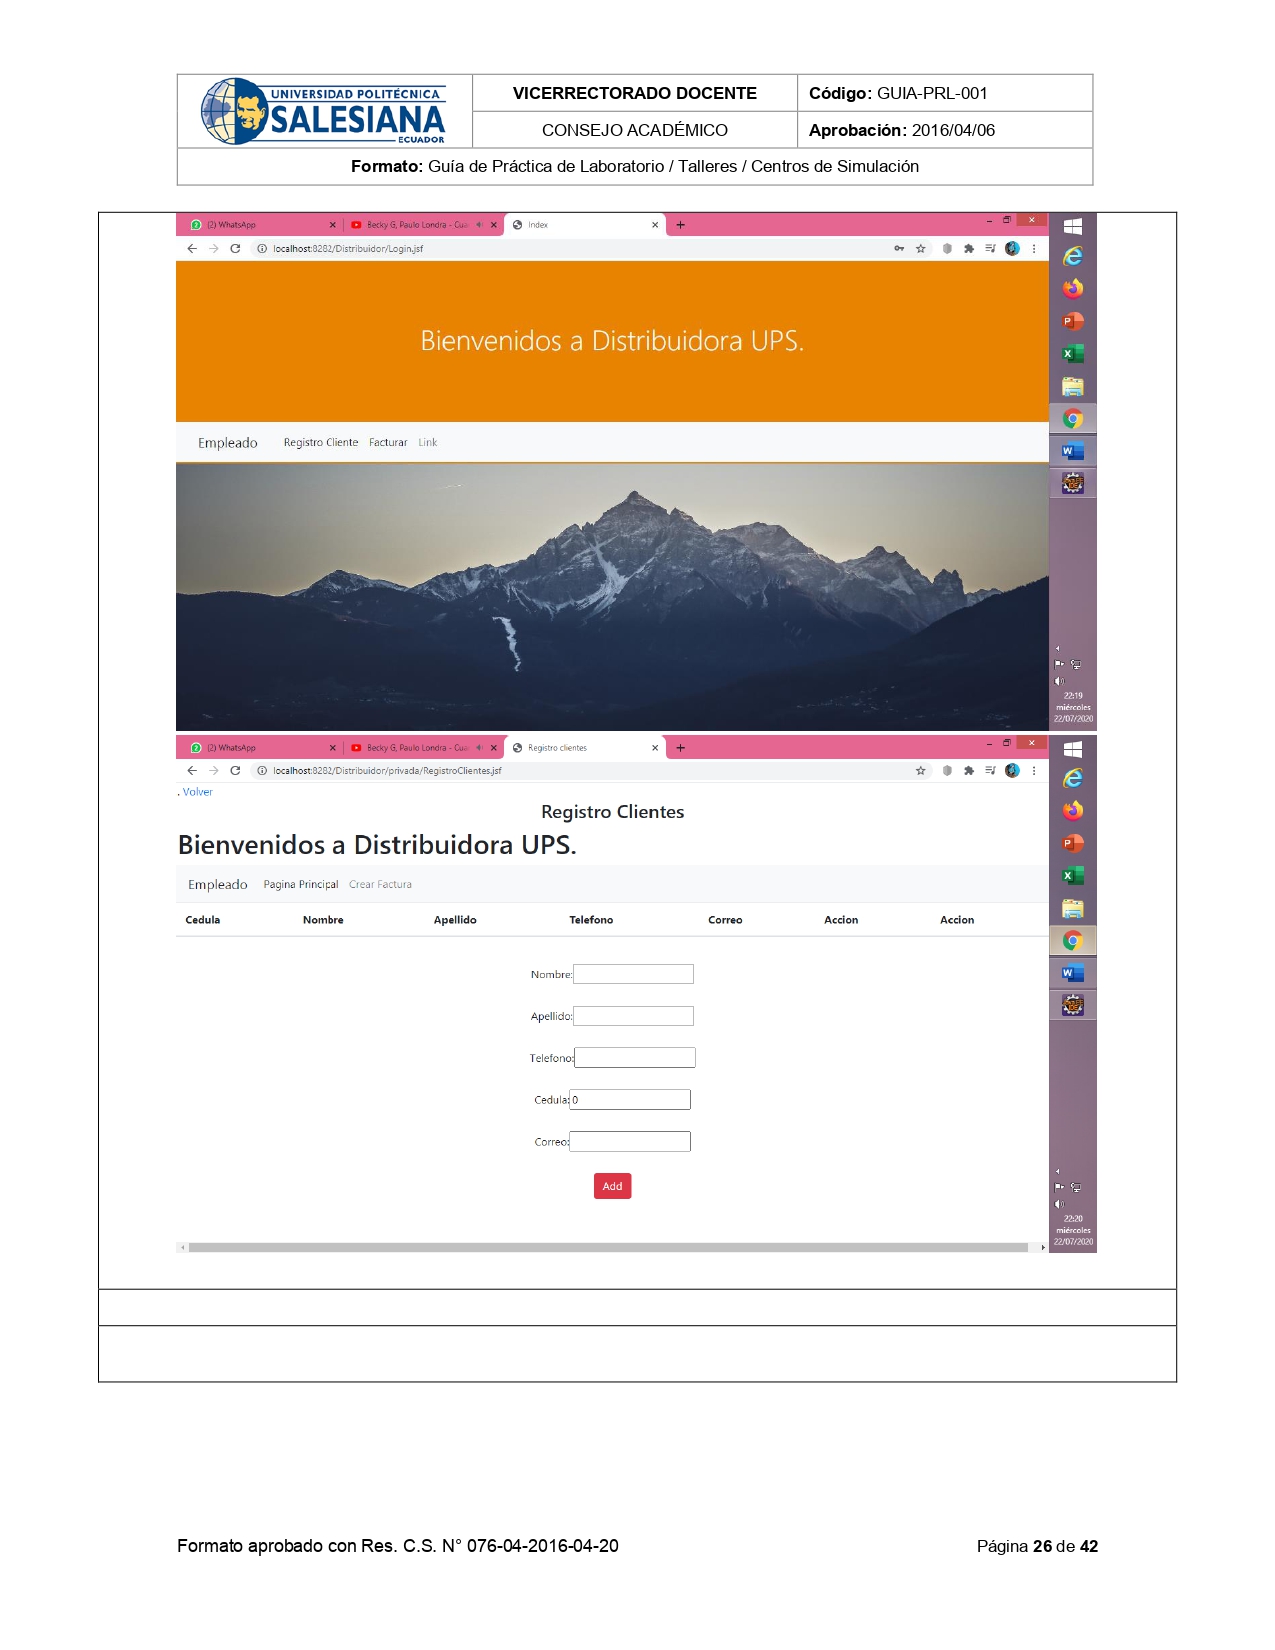 UNIVERSIDAD POLITÉCNICA
SALESIANA
ECUADOR
VICERRECTORADO DOCENTE
Código: GUIA-PRL-001
CONSEJO ACADÉMICO
Aprobación: 2016/04/06
Formato: Guía de Práctica de Laboratorio / Talleres / Centros de Simulación
(2) WhatsApp
Becky G, Paulo Londra - Cua
Index
localhost:8282/Distribuidor/Login.jsf
Bienvenidos a Distribuidora UPS.
Empleado Registro Cliente Facturar Link
22:19
miércoles
22/07/2020
(2) WhatsApp
Becky G, Paulo Londra - Cua
Registro clientes
localhost:8282/Distribuidor/privada/RegistroClientes.jsf
. Volver
Registro Clientes
Bienvenidos a Distribuidora UPS.
Empleado Pagina Principal Crear Factura
Cedula Nombre Apellido Telefono Correo Accion Accion
Nombre:
Apellido:
Telefono:
Cedula: 0
Correo:
Add
22:20
miércoles
22/07/2020
Formato aprobado con Res. C.S. N° 076-04-2016-04-20
Página 26 de 42